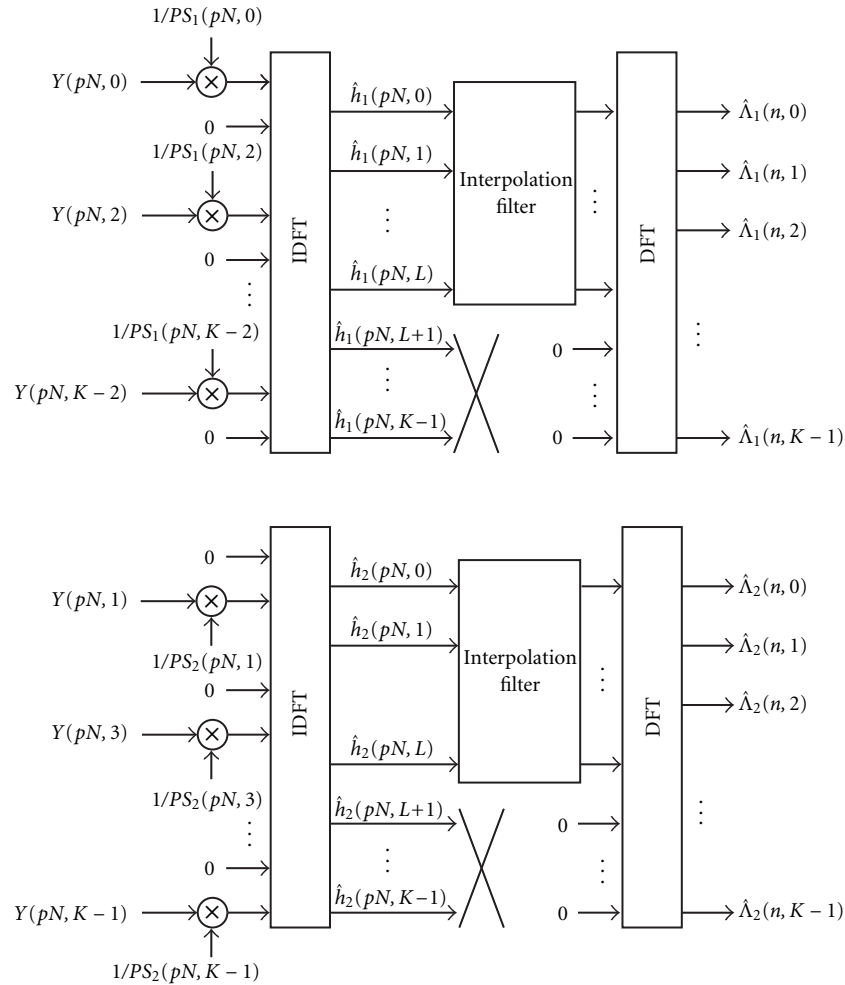 1/PS₁(pN, 0)
Y(pN, 0)
×
0
1/PS₁(pN, 2)
Y(pN, 2)
×
0
⋮
1/PS₁(pN, K − 2)
Y(pN, K − 2)
×
0
IDFT
ĥ₁(pN, 0)
ĥ₁(pN, 1)
⋮
ĥ₁(pN, L)
ĥ₁(pN, L+1)
⋮
ĥ₁(pN, K−1)
Interpolation
filter
⋮
0
⋮
0
DFT
Λ̂₁(n, 0)
Λ̂₁(n, 1)
Λ̂₁(n, 2)
⋮
Λ̂₁(n, K − 1)
0
Y(pN, 1)
×
1/PS₂(pN, 1)
0
Y(pN, 3)
×
1/PS₂(pN, 3)
⋮
0
Y(pN, K − 1)
×
1/PS₂(pN, K − 1)
IDFT
ĥ₂(pN, 0)
ĥ₂(pN, 1)
⋮
ĥ₂(pN, L)
ĥ₂(pN, L+1)
⋮
ĥ₂(pN, K−1)
Interpolation
filter
⋮
0
⋮
0
DFT
Λ̂₂(n, 0)
Λ̂₂(n, 1)
Λ̂₂(n, 2)
⋮
Λ̂₂(n, K − 1)